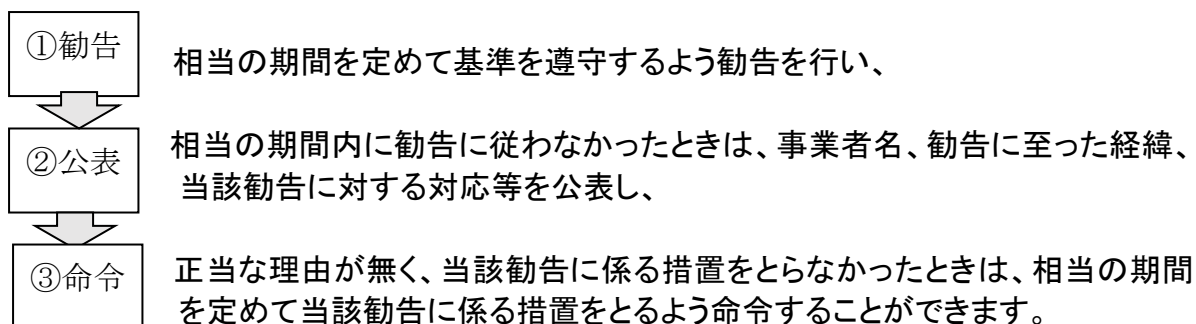 ①勧告
相当の期間を定めて基準を遵守するよう勧告を行い、
②公表
相当の期間内に勧告に従わなかったときは、事業者名、勧告に至った経緯、
当該勧告に対する対応等を公表し、
③命令
正当な理由が無く、当該勧告に係る措置をとらなかったときは、相当の期間
を定めて当該勧告に係る措置をとるよう命令することができます。